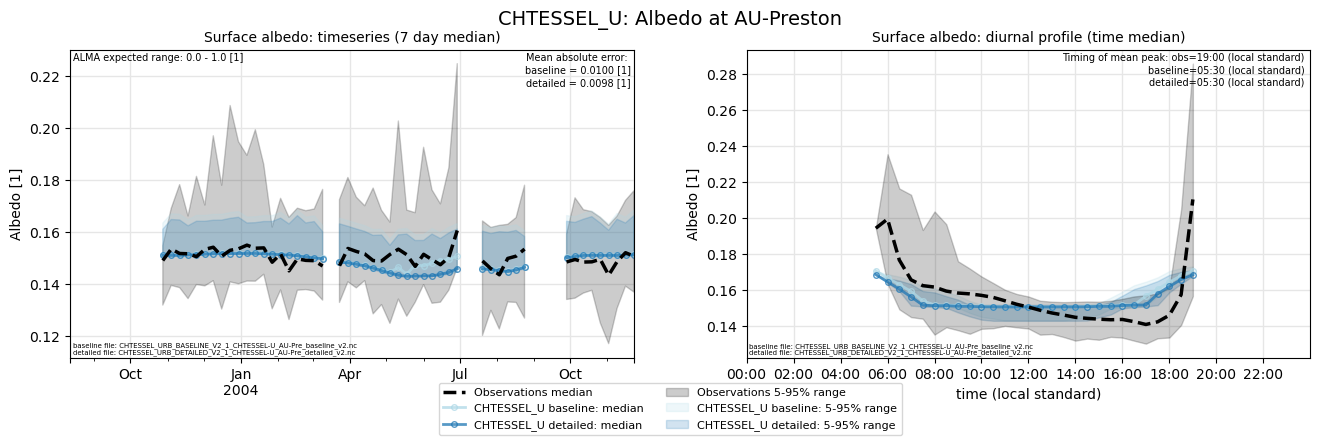 CHTESSEL_U: Albedo at AU-Preston
Surface albedo: timeseries (7 day median)
ALMA expected range: 0.0 - 1.0 [1]
Mean absolute error:
baseline = 0.0100 [1]
detailed = 0.0098 [1]
Albedo [1]
0.22
0.20
0.18
0.16
0.14
0.12
baseline file: CHTESSEL_URB_BASELINE_V2_1_CHTESSEL-U_AU-Pre_baseline_v2.nc
detailed file: CHTESSEL_URB_DETAILED_V2_1_CHTESSEL-U_AU-Pre_detailed_v2.nc
Oct Jan Apr Jul Oct
2004
Surface albedo: diurnal profile (time median)
Timing of mean peak: obs=19:00 (local standard)
baseline=05:30 (local standard)
detailed=05:30 (local standard)
Albedo [1]
0.28
0.26
0.24
0.22
0.20
0.18
0.16
0.14
baseline file: CHTESSEL_URB_BASELINE_V2_1_CHTESSEL-U_AU-Pre_baseline_v2.nc
detailed file: CHTESSEL_URB_DETAILED_V2_1_CHTESSEL-U_AU-Pre_detailed_v2.nc
00:00 02:00 04:00 06:00 08:00 10:00 12:00 14:00 16:00 18:00 20:00 22:00
time (local standard)
Observations median
CHTESSEL_U baseline: median
CHTESSEL_U detailed: median
Observations 5-95% range
CHTESSEL_U baseline: 5-95% range
CHTESSEL_U detailed: 5-95% range